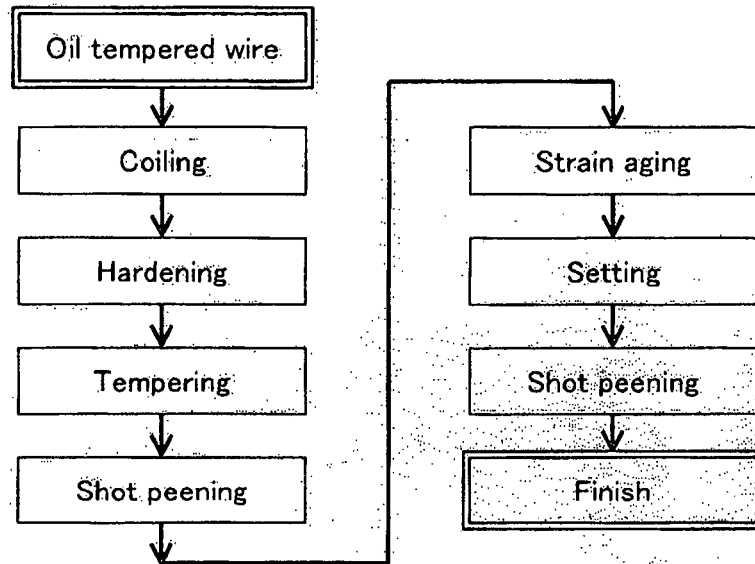 Oil tempered wire
Coiling
Hardening
Tempering
Shot peening
Strain aging
Setting
Shot peening
Finish